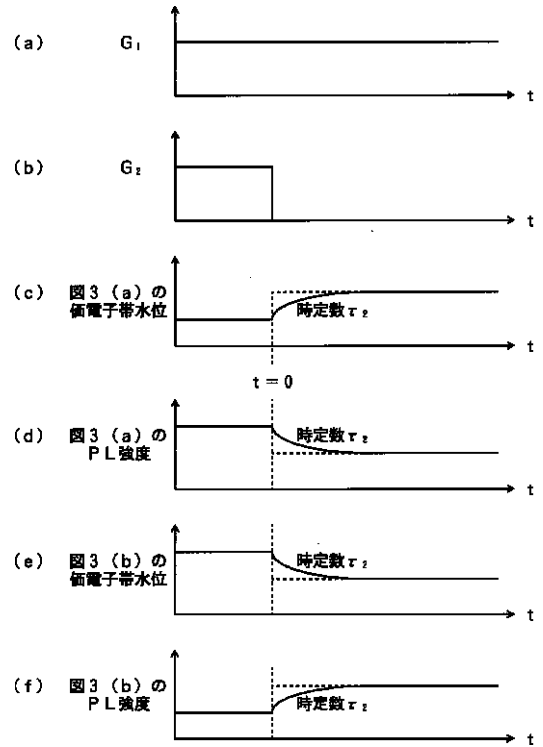 (a) G₁
t
(b) G₂
t
(c) 図3 (a) の
価電子帯水位
時定数τ₂
t
t=0
(d) 図3 (a) の
PL強度
時定数τ₂
t
(e) 図3 (b) の
価電子帯水位
時定数τ₂
t
(f) 図3 (b) の
PL強度
時定数τ₂
t